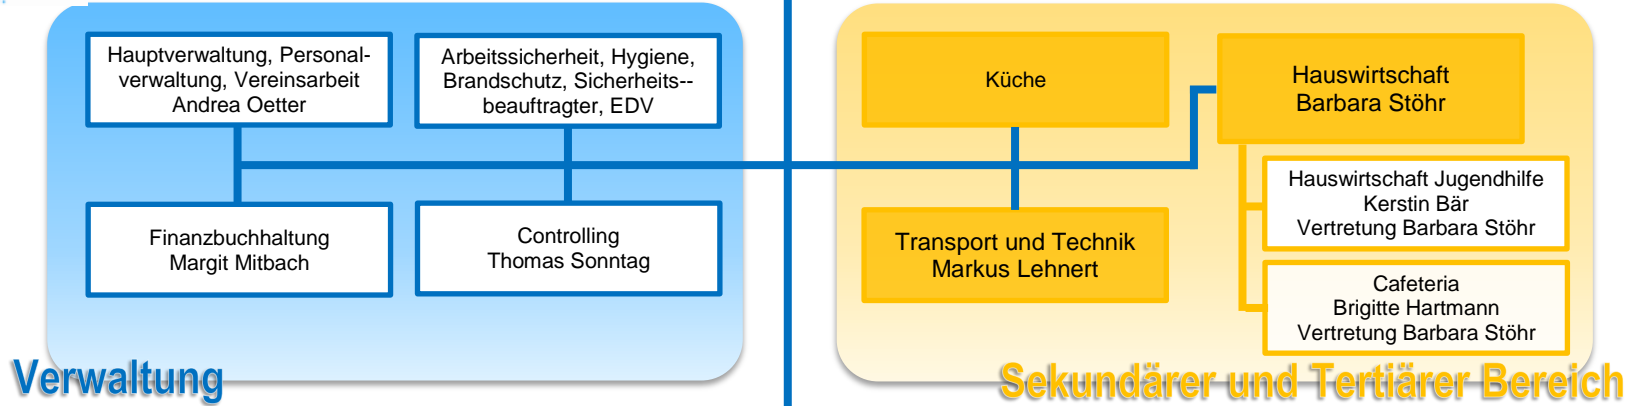 Hauptverwaltung, Personal-
verwaltung, Vereinsarbeit
Andrea Oetter
Arbeitssicherheit, Hygiene,
Brandschutz, Sicherheits--
beauftragter, EDV
Finanzbuchhaltung
Margit Mitbach
Controlling
Thomas Sonntag
Verwaltung
Küche
Hauswirtschaft
Barbara Stöhr
Transport und Technik
Markus Lehnert
Hauswirtschaft Jugendhilfe
Kerstin Bär
Vertretung Barbara Stöhr
Cafeteria
Brigitte Hartmann
Vertretung Barbara Stöhr
Sekundärer und Tertiärer Bereich